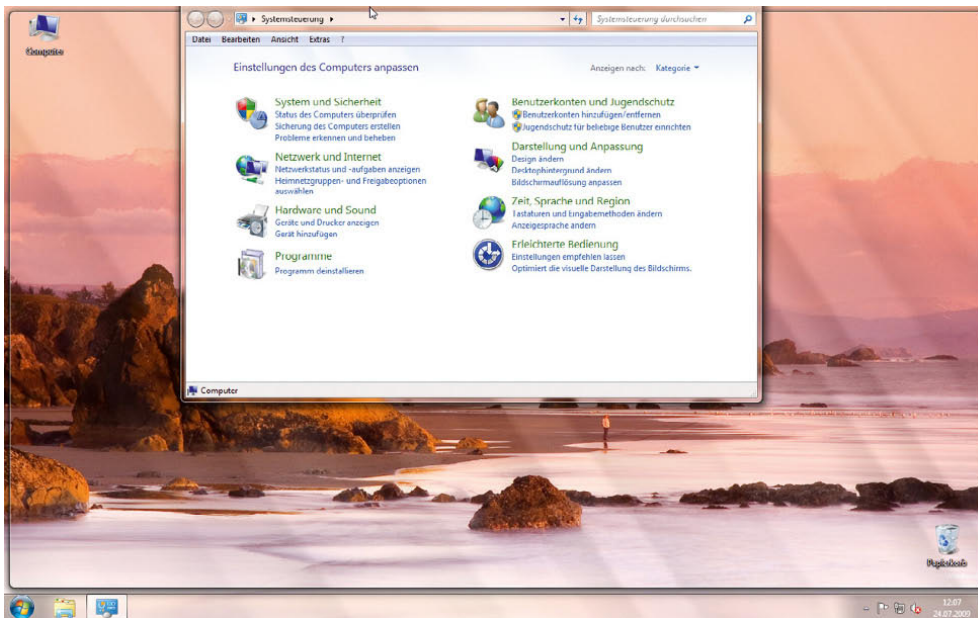 Computer
Systemsteuerung
Systemsteuerung durchsuchen
Datei Bearbeiten Ansicht Extras ?
Einstellungen des Computers anpassen
Anzeigen nach: Kategorie
System und Sicherheit
Status des Computers überprüfen
Sicherung des Computers erstellen
Probleme erkennen und beheben
Netzwerk und Internet
Netzwerkstatus und -aufgaben anzeigen
Heimnetzgruppen- und Freigabeoptionen
auswählen
Hardware und Sound
Geräte und Drucker anzeigen
Gerät hinzufügen
Programme
Programm deinstallieren
Benutzerkonten und Jugendschutz
Benutzerkonten hinzufügen/entfernen
Jugendschutz für beliebige Benutzer einrichten
Darstellung und Anpassung
Design ändern
Desktophintergrund ändern
Bildschirmauflösung anpassen
Zeit, Sprache und Region
Tastaturen und Eingabemethoden ändern
Anzeigesprache ändern
Erleichterte Bedienung
Einstellungen empfehlen lassen
Optimiert die visuelle Darstellung des Bildschirms.
Computer
Papierkorb
12:07
24.07.2009